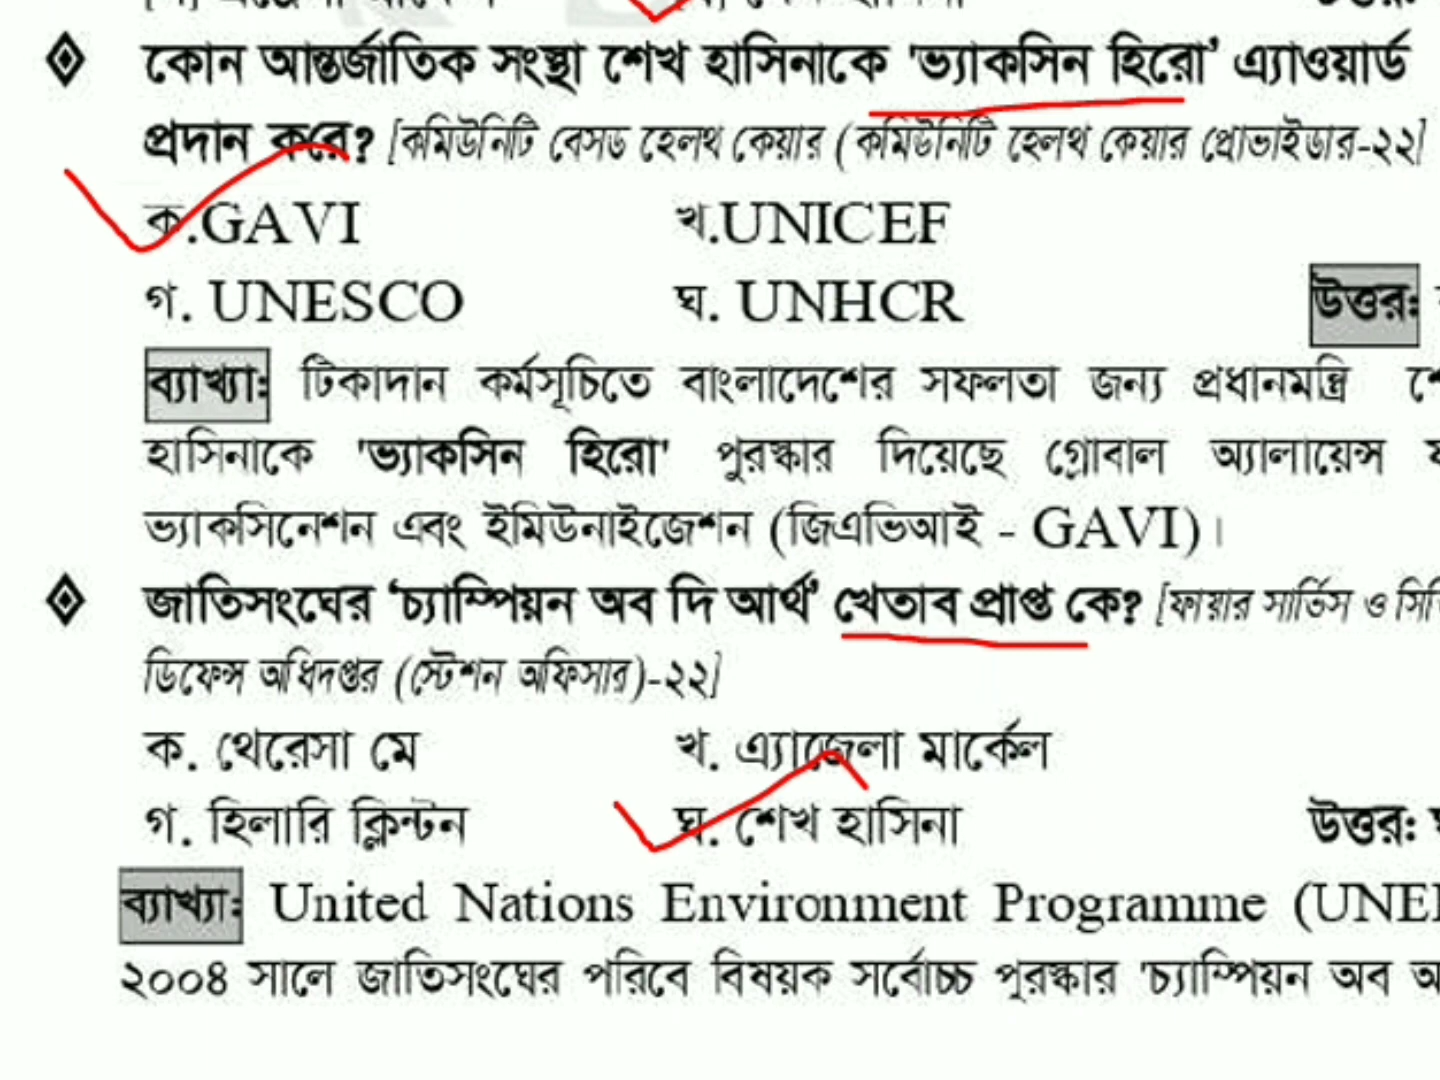 কোন আন্তর্জাতিক সংস্থা শেখ হাসিনাকে 'ভ্যাকসিন হিরো’ এ্যাওয়ার্ড
প্রদান করে? [কমিউনিটি বেসড হেলথ কেয়ার (কমিউনিটি হেলথ কেয়ার প্রোভাইডার-২২]
ক.GAVI খ.UNICEF
গ. UNESCO ঘ. UNHCR উত্তর:
ব্যাখ্যা: টিকাদান কর্মসূচিতে বাংলাদেশের সফলতা জন্য প্রধানমন্ত্রি
হাসিনাকে 'ভ্যাকসিন হিরো' পুরস্কার দিয়েছে গ্লোবাল অ্যালায়েন্স
ভ্যাকসিনেশন এবং ইমিউনাইজেশন (জিএভিআই - GAVI)।
জাতিসংঘের ‘চ্যাম্পিয়ন অব দি আর্থ’ খেতাব প্রাপ্ত কে? [ফায়ার সার্ভিস ও
ডিফেন্স অধিদপ্তর (স্টেশন অফিসার)-২২]
ক. থেরেসা মে খ. এ্যাজেলা মার্কেল
গ. হিলারি ক্লিন্টন ঘ. শেখ হাসিনা উত্তর:
ব্যাখ্যা: United Nations Environment Programme (UNE
২০০৪ সালে জাতিসংঘের পরিবে বিষয়ক সর্বোচ্চ পুরস্কার 'চ্যাম্পিয়ন অব